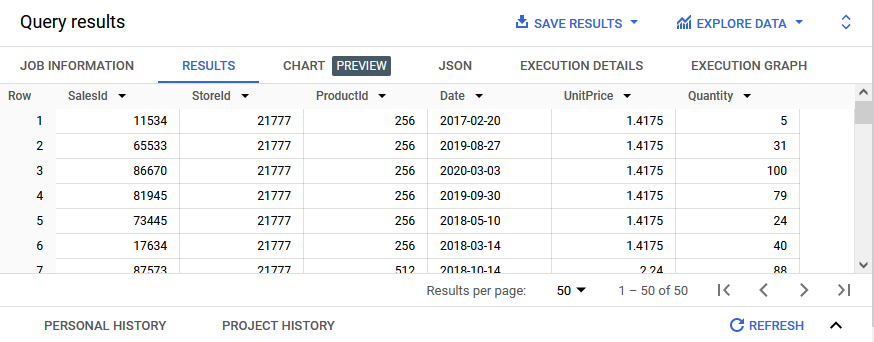 Query results SAVE RESULTS EXPLORE DATA
JOB INFORMATION RESULTS CHART PREVIEW JSON EXECUTION DETAILS EXECUTION GRAPH
Row SalesId StoreId ProductId Date UnitPrice Quantity
1 11534 21777 256 2017-02-20 1.4175 5
2 65533 21777 256 2019-08-27 1.4175 31
3 86670 21777 256 2020-03-03 1.4175 100
4 81945 21777 256 2019-09-30 1.4175 79
5 73445 21777 256 2018-05-10 1.4175 24
6 17634 21777 256 2018-03-14 1.4175 40
7 87573 21777 512 2018-10-14 2.24 88
Results per page: 50 1 – 50 of 50
PERSONAL HISTORY PROJECT HISTORY REFRESH